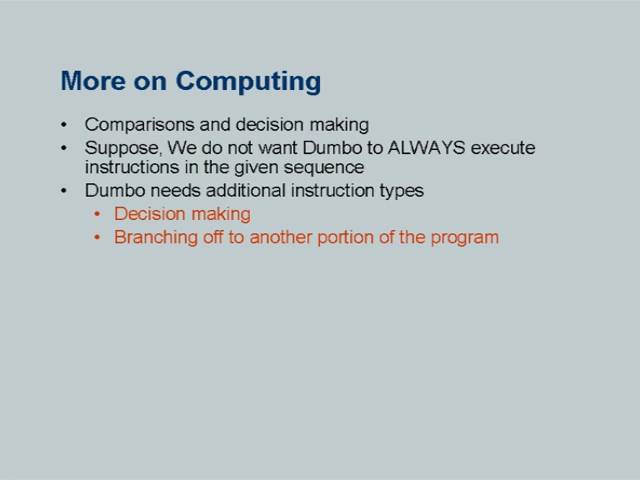 More on Computing
• Comparisons and decision making
• Suppose, We do not want Dumbo to ALWAYS execute
instructions in the given sequence
• Dumbo needs additional instruction types
• Decision making
• Branching off to another portion of the program